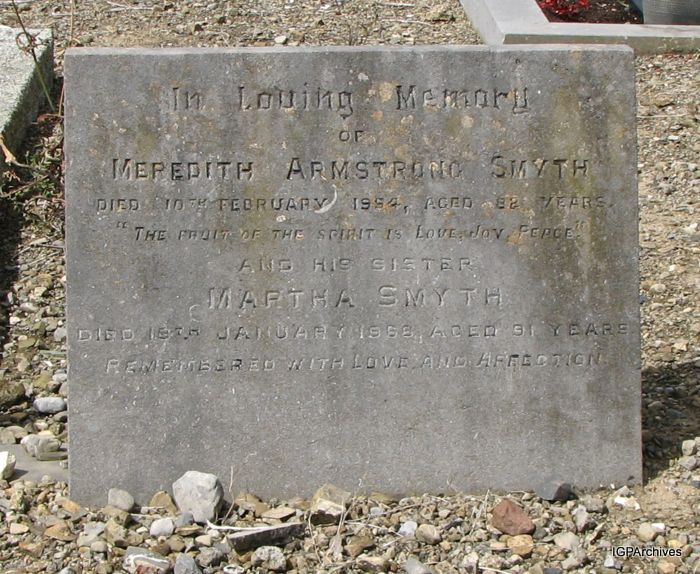 In Loving Memory
OF
MEREDITH ARMSTRONG SMYTH
DIED 10TH FEBRUARY 1954, AGED 82 YEARS.
"THE FRUIT OF THE SPIRIT IS LOVE, JOY, PEACE"
AND HIS SISTER
MARTHA SMYTH
DIED JANUARY 1968, AGED 91 YEARS
REMEMBERED WITH LOVE AND AFFECTION
IGPArchives